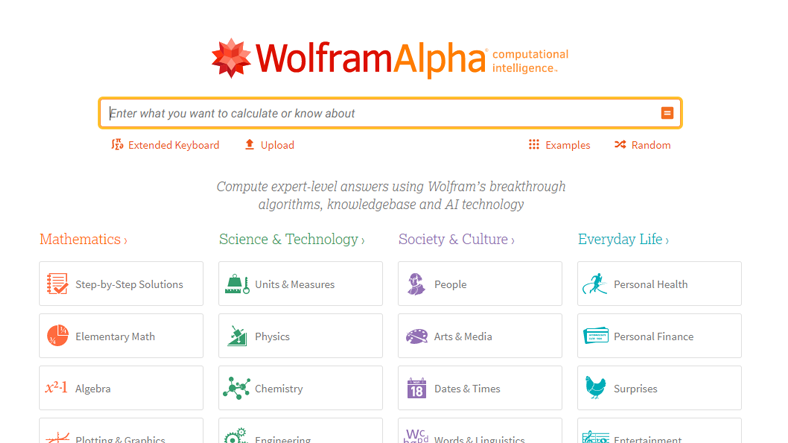 WolframAlpha computational intelligence™
Enter what you want to calculate or know about
Extended Keyboard Upload Examples Random
Compute expert-level answers using Wolfram's breakthrough
algorithms, knowledgebase and AI technology
Mathematics ›
Science & Technology ›
Society & Culture ›
Everyday Life ›
Step-by-Step Solutions
Units & Measures
People
Personal Health
Elementary Math
Physics
Arts & Media
Personal Finance
x²-1 Algebra
Chemistry
18 Dates & Times
Surprises
Plotting & Graphics
Engineering
Words & Linguistics
Entertainment